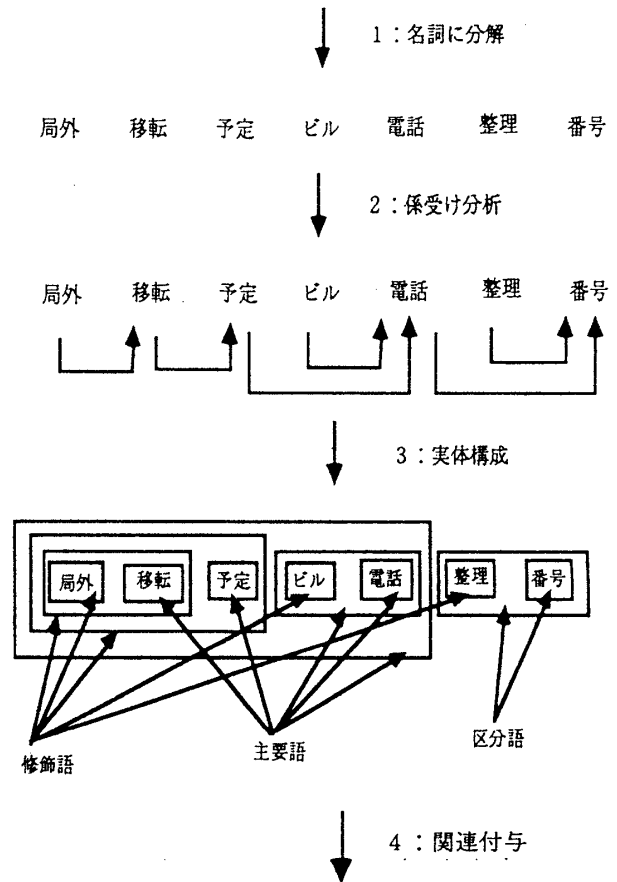 1：名詞に分解
局外 移転 予定 ビル 電話 整理 番号
2：係受け分析
局外 移転 予定 ビル 電話 整理 番号
3：実体構成
局外 移転 予定 ビル 電話 整理 番号
修飾語 主要語 区分語
4：関連付与